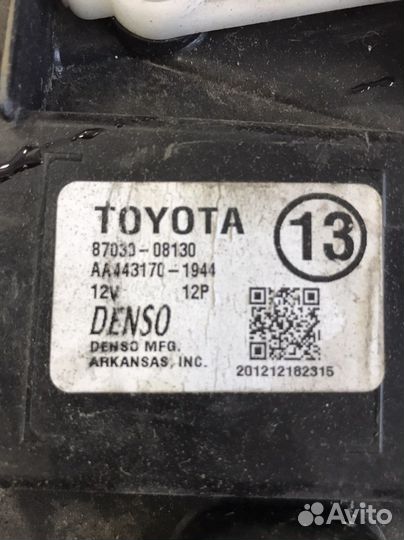 TOYOTA
13
87030-08130
AA443170-1944
12V 12P
DENSO
DENSO MFG.
ARKANSAS, INC.
201212182315
Avito